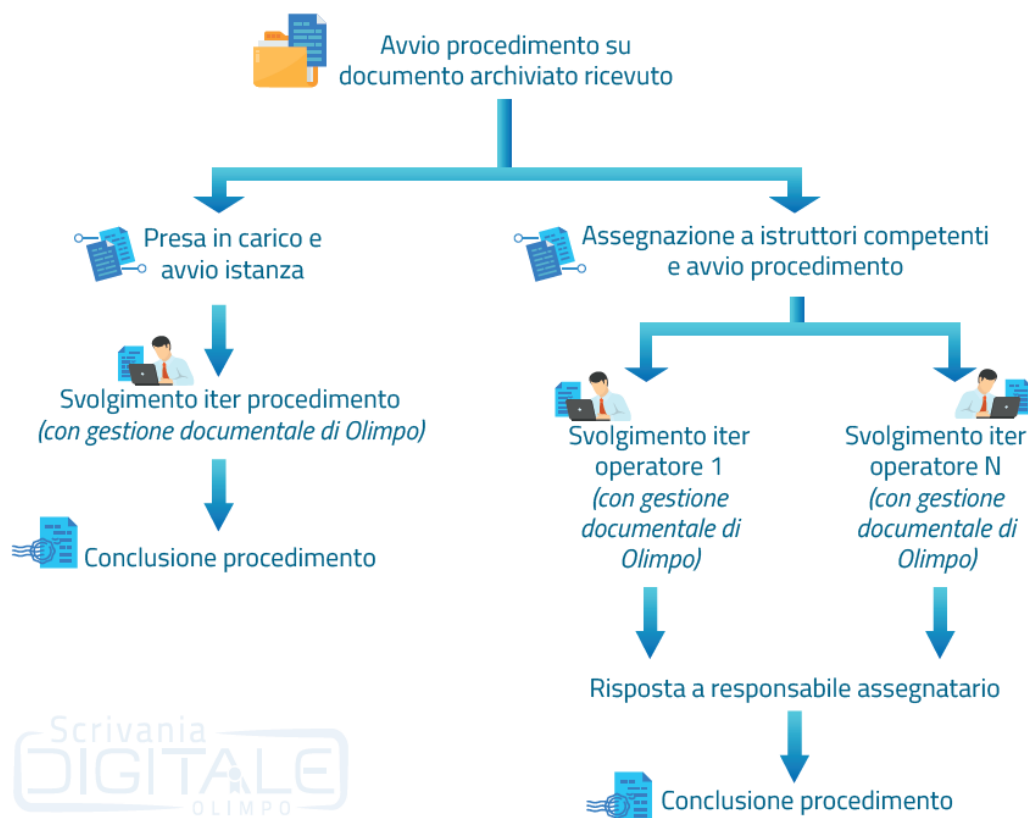 Avvio procedimento su
documento archiviato ricevuto
Presa in carico e
avvio istanza
Assegnazione a istruttori competenti
e avvio procedimento
Svolgimento iter procedimento
(con gestione documentale di Olimpo)
Svolgimento iter
operatore 1
(con gestione
documentale di
Olimpo)
Svolgimento iter
operatore N
(con gestione
documentale di
Olimpo)
Conclusione procedimento
Risposta a responsabile assegnatario
Conclusione procedimento
Scrivania
DIGITALE
OLIMPO